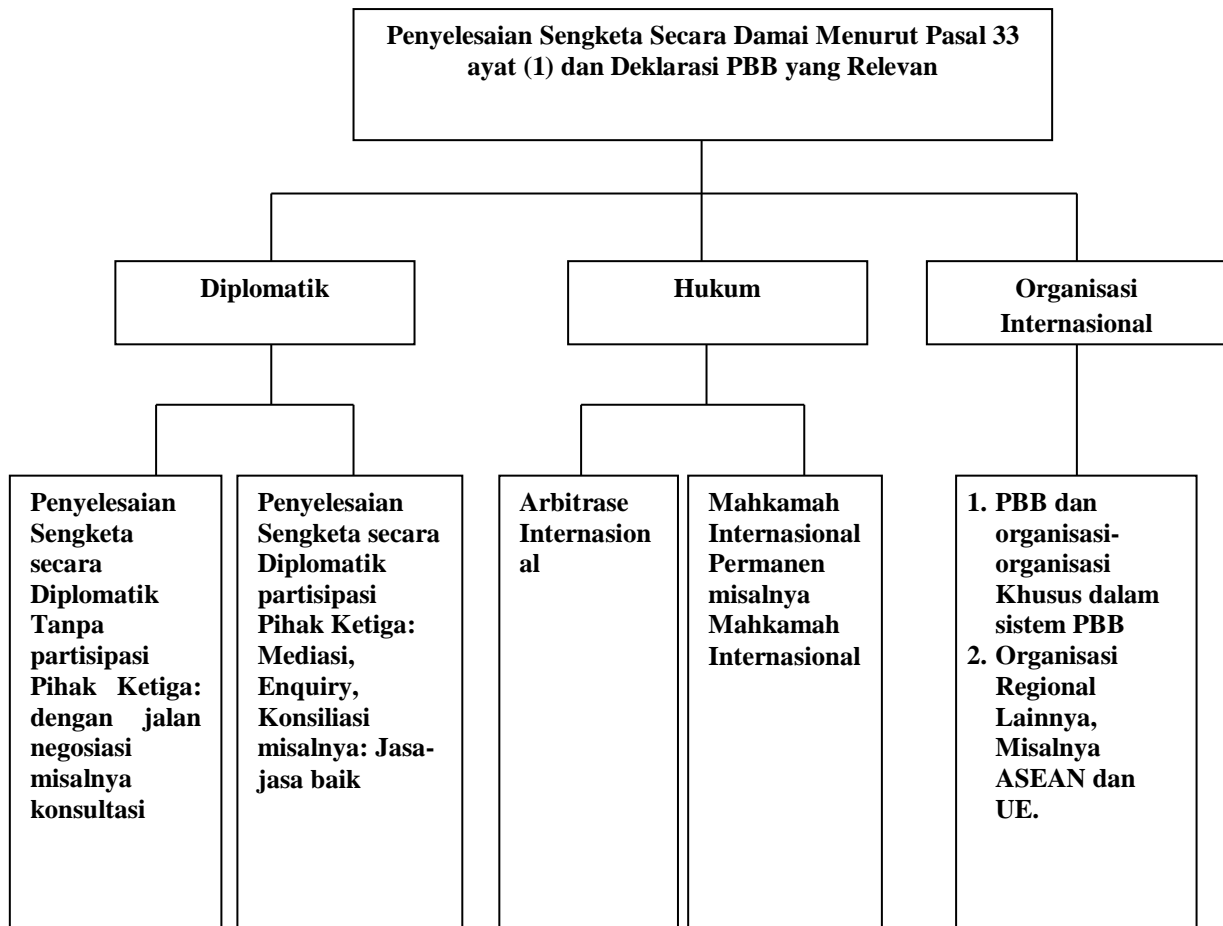 Penyelesaian Sengketa Secara Damai Menurut Pasal 33
ayat (1) dan Deklarasi PBB yang Relevan
Diplomatik
Hukum
Organisasi
Internasional
Penyelesaian
Sengketa
secara
Diplomatik
Tanpa
partisipasi
Pihak Ketiga:
dengan jalan
negosiasi
misalnya
konsultasi
Penyelesaian
Sengketa secara
Diplomatik
partisipasi
Pihak Ketiga:
Mediasi,
Enquiry,
Konsiliasi
misalnya: Jasa-
jasa baik
Arbitrase
Internasion
al
Mahkamah
Internasional
Permanen
misalnya
Mahkamah
Internasional
1. PBB dan
organisasi-
organisasi
Khusus dalam
sistem PBB
2. Organisasi
Regional
Lainnya,
Misalnya
ASEAN dan
UE.